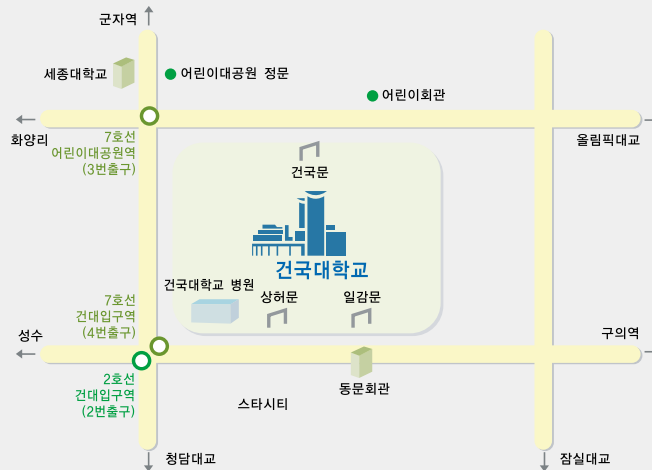 군자역
세종대학교
어린이대공원 정문
어린이회관
화양리
7호선
어린이대공원역
(3번출구)
올림픽대교
건국문
건국대학교
건국대학교 병원
상허문
일감문
7호선
건대입구역
(4번출구)
성수
구의역
2호선
건대입구역
(2번출구)
스타시티
동문회관
청담대교
잠실대교